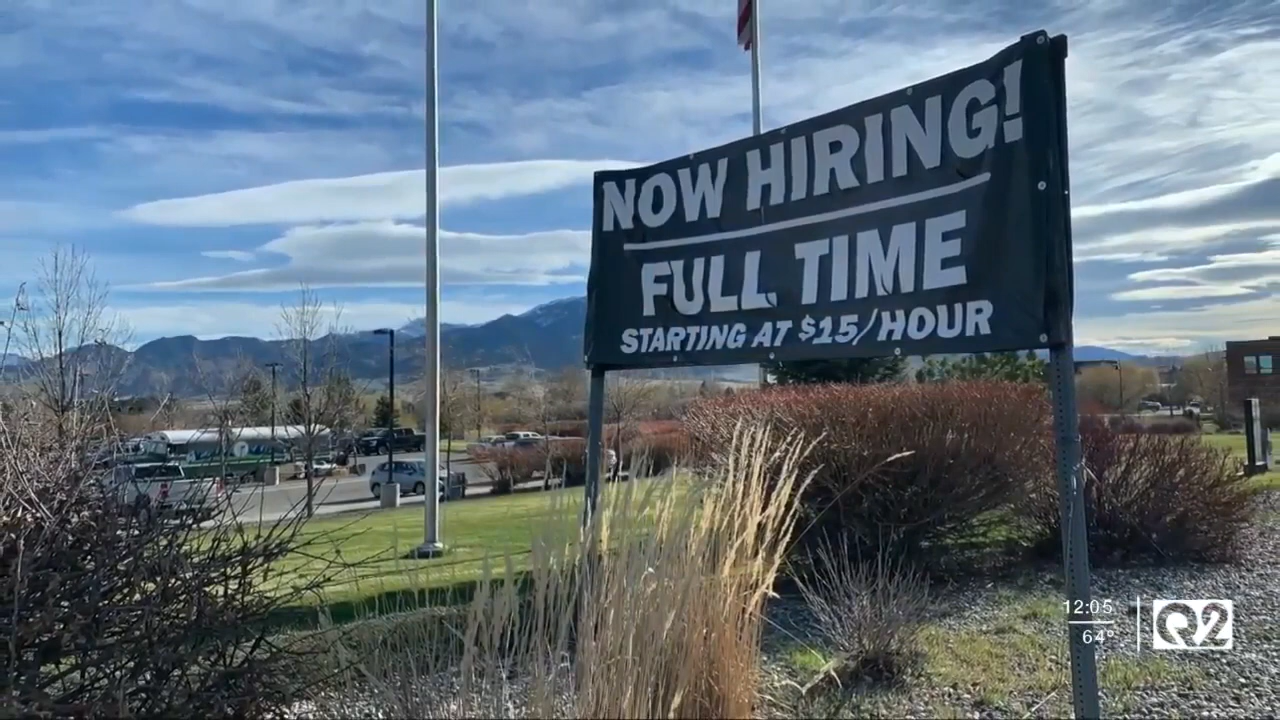 NOW HIRING!
FULL TIME
STARTING AT $15/HOUR
12:05
64°
Q2